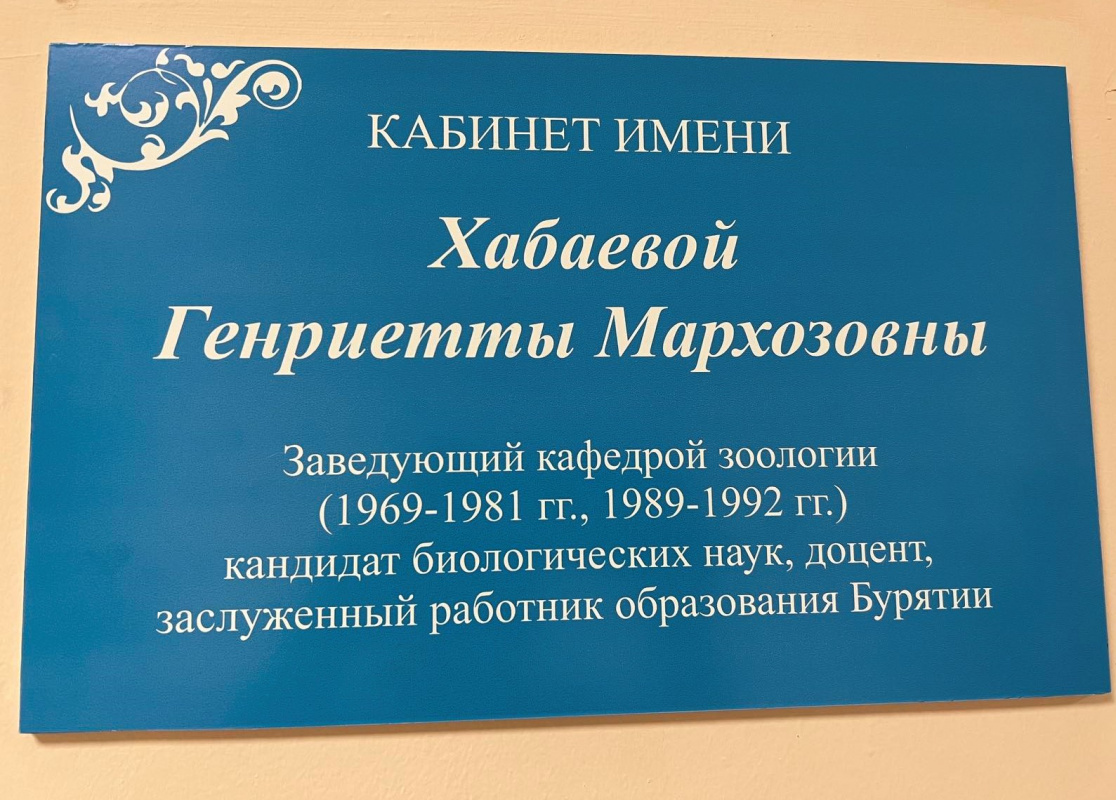 КАБИНЕТ ИМЕНИ
Хабаевой
Генриетты Мархозовны
Заведующий кафедрой зоологии
(1969-1981 гг., 1989-1992 гг.)
кандидат биологических наук, доцент,
заслуженный работник образования Бурятии